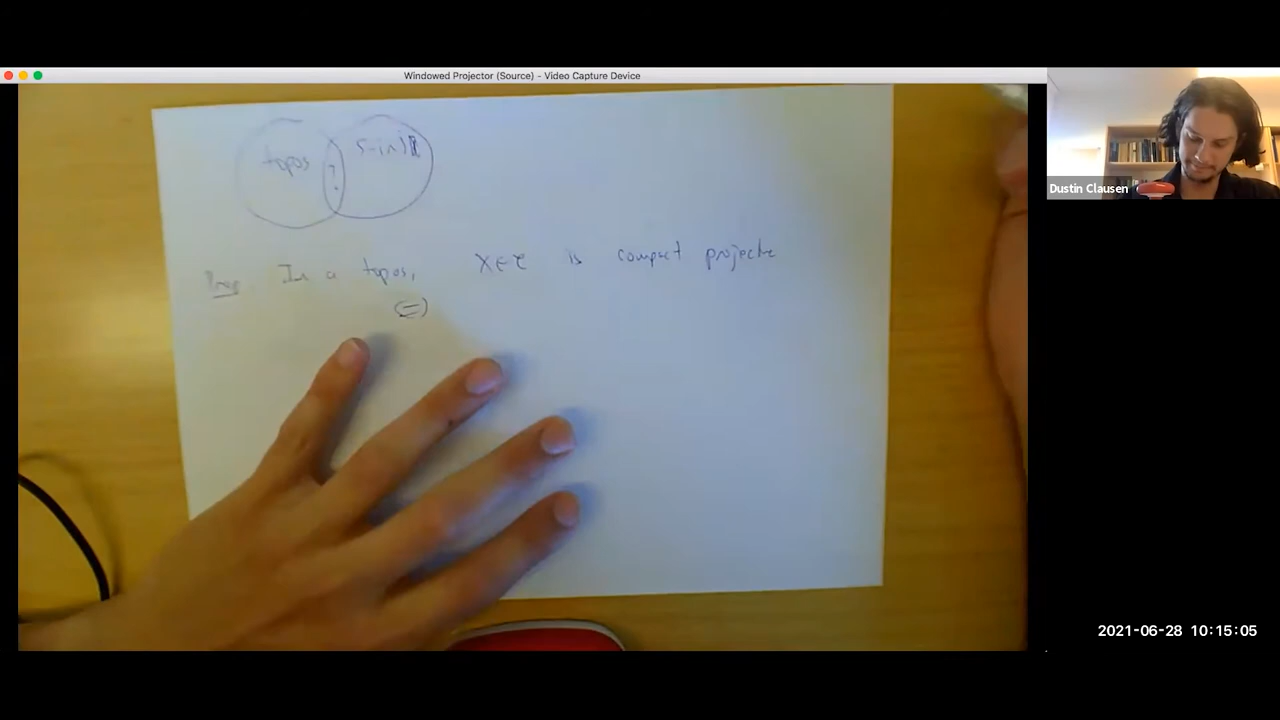 Windowed Projector (Source) - Video Capture Device
topos ? s-ind
Dustin Clausen
Prop. In a topos, X∈𝒯 is compact projective
⇔
2021-06-28 10:15:05